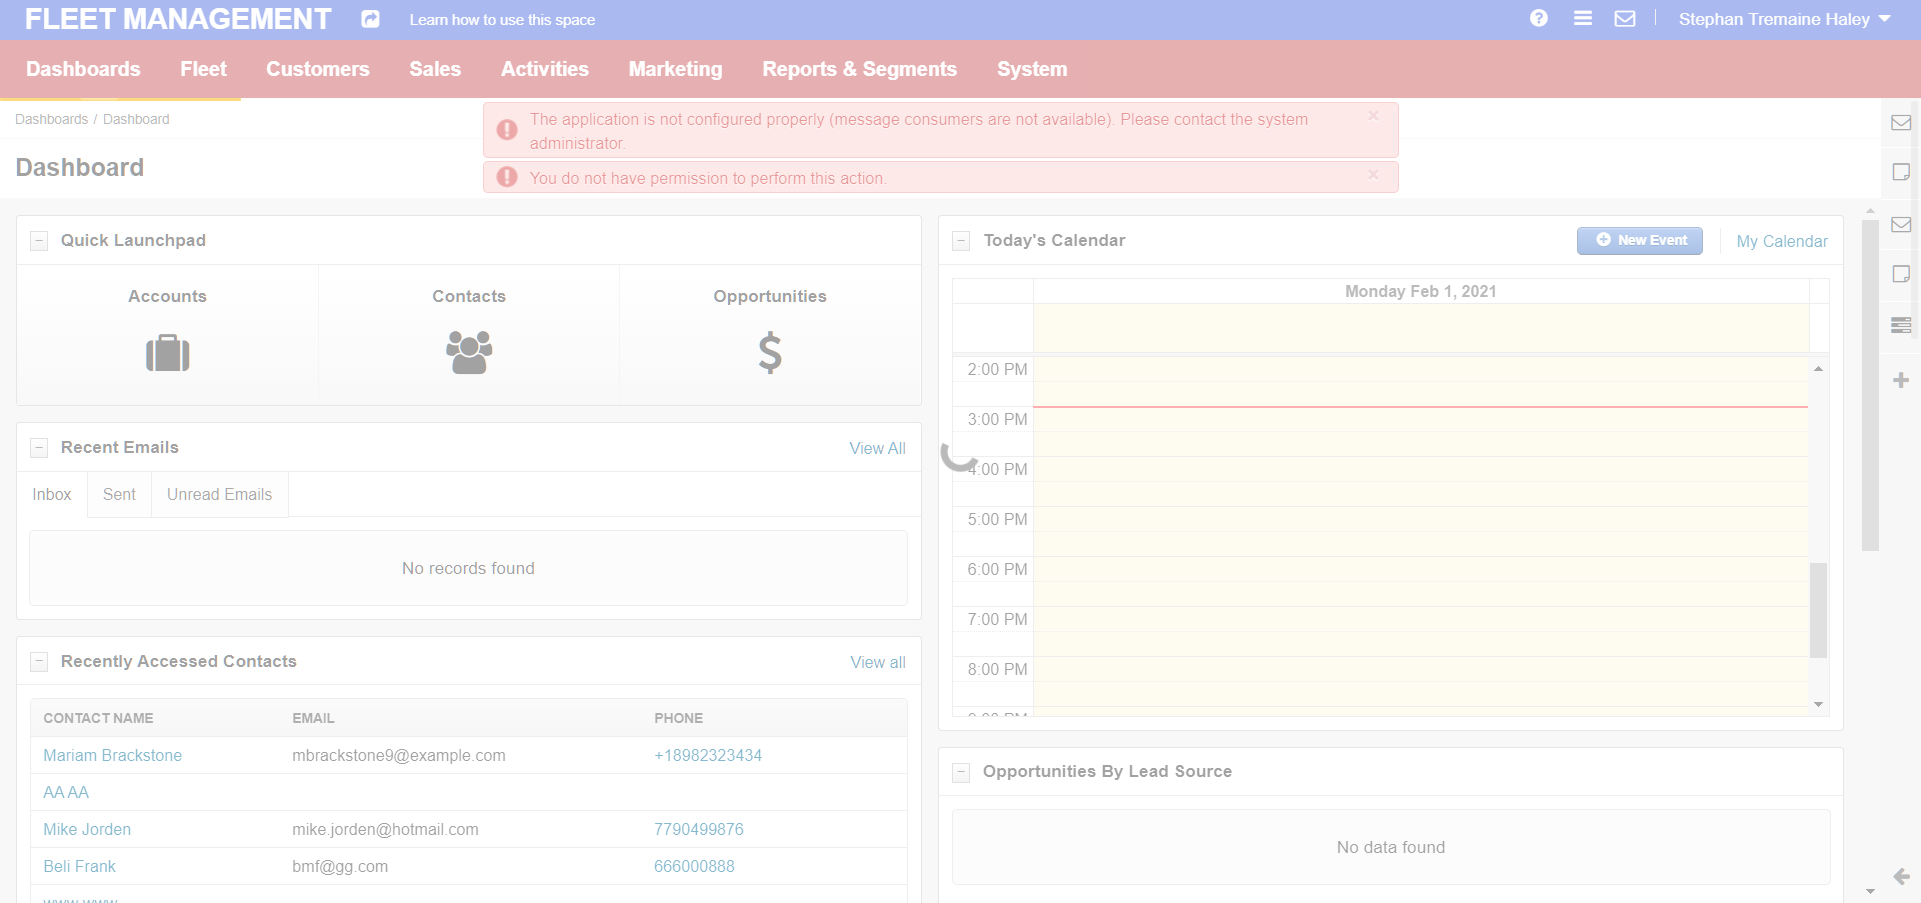 FLEET MANAGEMENT
Learn how to use this space
Stephan Tremaine Haley
Dashboards
Fleet
Customers
Sales
Activities
Marketing
Reports & Segments
System
Dashboards / Dashboard
The application is not configured properly (message consumers are not available). Please contact the system
administrator.
You do not have permission to perform this action.
Dashboard
Quick Launchpad
Accounts
Contacts
Opportunities
Recent Emails
View All
Inbox
Sent
Unread Emails
No records found
Recently Accessed Contacts
View all
CONTACT NAME EMAIL PHONE
Mariam Brackstone mbrackstone9@example.com +18982323434
AA AA
Mike Jorden mike.jorden@hotmail.com 7790499876
Beli Frank bmf@gg.com 666000888
Today's Calendar
New Event
My Calendar
Monday Feb 1, 2021
2:00 PM
3:00 PM
4:00 PM
5:00 PM
6:00 PM
7:00 PM
8:00 PM
Opportunities By Lead Source
No data found